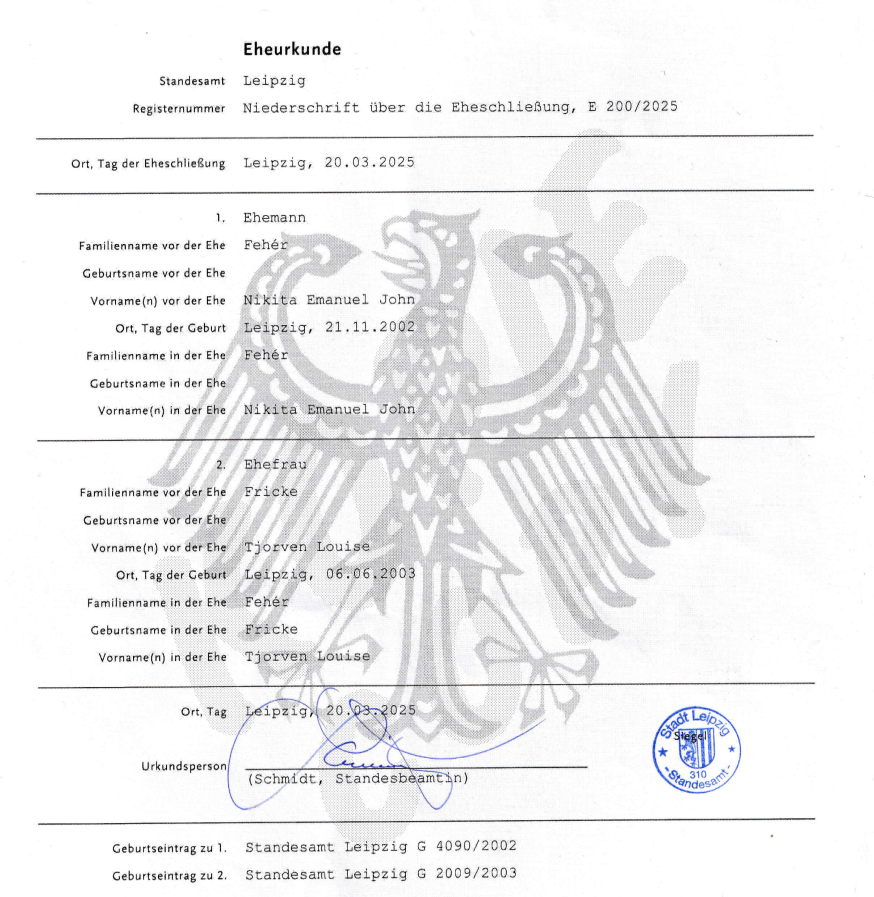 Eheurkunde
Standesamt Leipzig
Registernummer Niederschrift über die Eheschließung, E 200/2025
Ort, Tag der Eheschließung Leipzig, 20.03.2025
1. Ehemann
Familienname vor der Ehe Fehér
Geburtsname vor der Ehe
Vorname(n) vor der Ehe Nikita Emanuel John
Ort, Tag der Geburt Leipzig, 21.11.2002
Familienname in der Ehe Fehér
Geburtsname in der Ehe
Vorname(n) in der Ehe Nikita Emanuel John
2. Ehefrau
Familienname vor der Ehe Fricke
Geburtsname vor der Ehe
Vorname(n) vor der Ehe Tjorven Louise
Ort, Tag der Geburt Leipzig, 06.06.2003
Familienname in der Ehe Fehér
Geburtsname in der Ehe Fricke
Vorname(n) in der Ehe Tjorven Louise
Ort, Tag Leipzig, 20.03.2025
Stadt Leipzig
Siegel
310
- Standesamt -
Urkundsperson
(Schmidt, Standesbeamtin)
Geburtseintrag zu 1. Standesamt Leipzig G 4090/2002
Geburtseintrag zu 2. Standesamt Leipzig G 2009/2003